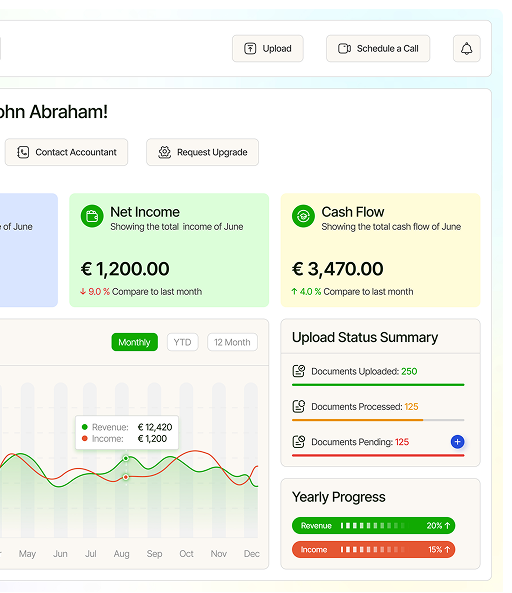 Upload
Schedule a Call
ohn Abraham!
Contact Accountant
Request Upgrade
e of June
Net Income
Showing the total income of June
€ 1,200.00
↓ 9.0 % Compare to last month
Cash Flow
Showing the total cash flow of June
€ 3,470.00
↑ 4.0 % Compare to last month
Monthly
YTD
12 Month
Revenue: € 12,420
Income: € 1,200
May Jun Jul Aug Sep Oct Nov Dec
Upload Status Summary
Documents Uploaded: 250
Documents Processed: 125
Documents Pending: 125
Yearly Progress
Revenue 20% ↑
Income 15% ↑